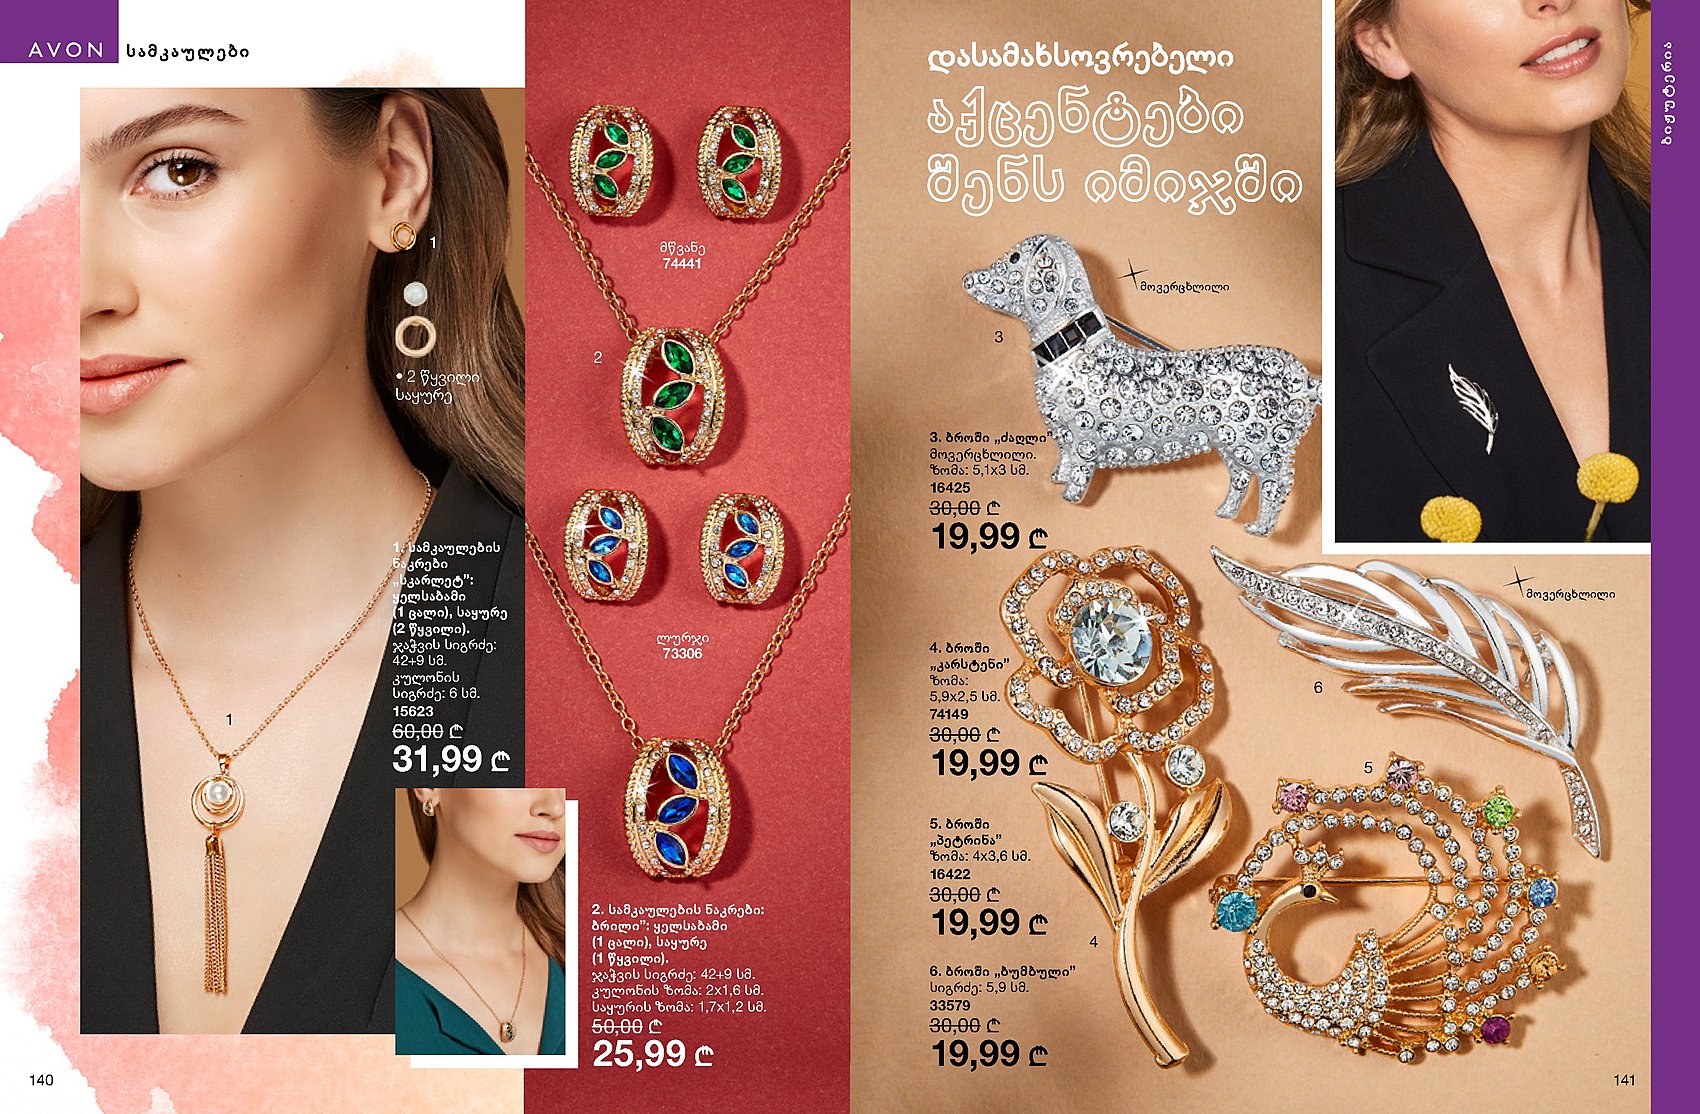 AVON სამკაულები
1
• 2 წყვილი
საყურე
1. სამკაულების
ნაკრები
„სკარლეტ”:
ყელსაბამი
(1 ცალი), საყურე
(2 წყვილი).
ჯაჭვის სიგრძე:
42+9 სმ.
კულონის
სიგრძე: 6 სმ.
15623
60,00 ₾
31,99 ₾
1
140
მწვანე
74441
2
ლურჯი
73306
2. სამკაულების ნაკრები:
ბრილი”: ყელსაბამი
(1 ცალი), საყურე
(1 წყვილი).
ჯაჭვის სიგრძე: 42+9 სმ.
კულონის ზომა: 2x1,6 სმ.
საყურის ზომა: 1,7x1,2 სმ.
50,00 ₾
25,99 ₾
დასამახსოვრებელი
აქცენტები
შენს იმიჯში
მოვერცხლილი
3
3. ბროში „ძაღლი”
მოვერცხლილი.
ზომა: 5,1x3 სმ.
16425
30,00 ₾
19,99 ₾
4. ბროში
„კარსტენი”
ზომა:
5,9x2,5 სმ.
74149
30,00 ₾
19,99 ₾
5. ბროში
„პეტრინა”
ზომა: 4x3,6 სმ.
16422
30,00 ₾
19,99 ₾
6. ბროში „ბუმბული”
სიგრძე: 5,9 სმ.
33579
30,00 ₾
19,99 ₾
4
მოვერცხლილი
6
5
ბიჟუტერია
141